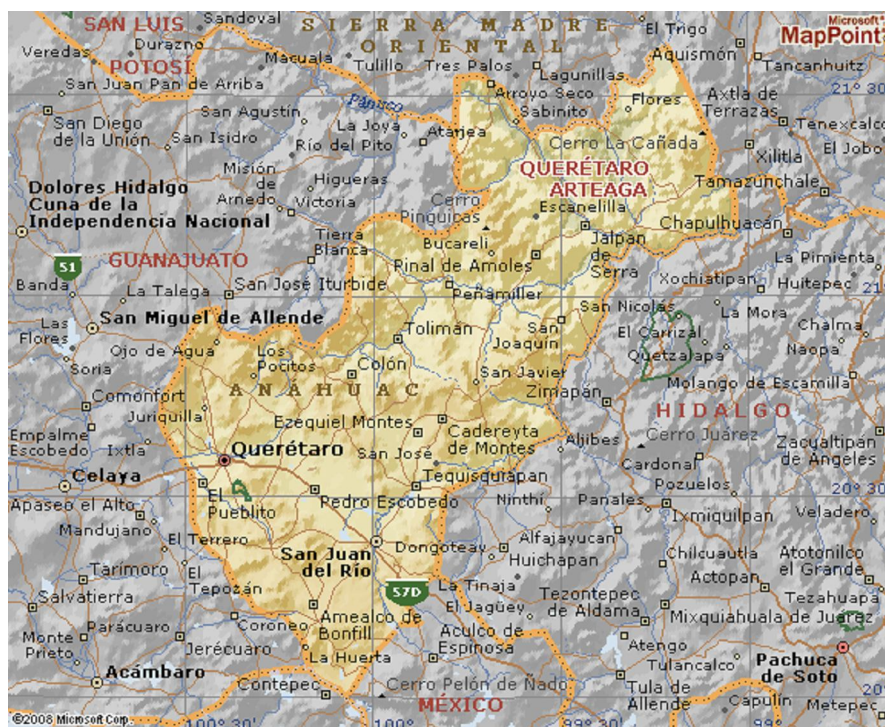 Microsoft®
MapPoint®
SAN LUIS
POTOSÍ
Sandoval
SIERRA MADRE
ORIENTAL
El Trigo
Veredas
Durazno
Macuala
Tulillo
Tres Palos
Lagunillas
Aquismón
Tancanhuitz
San Juan Pan de Arriba
Pánuco
Arroyo Seco
Sabinito
Flores
Axtla de
Terrazas
21° 30'
San Diego
de la Unión
San Agustín
San Isidro
La Joya
Río del Pito
Atarjea
Cerro La Cañada
Tenexcalco
Xilitla
El Jobo
Misión
de
Arnedo
Higueras
Victoria
QUERÉTARO
ARTEAGA
Tamazunchale
Dolores Hidalgo
Cuna de la
Independencia Nacional
Cerro
Pinguicas
Escanelilla
Chapulhuacán
Tierra
Blanca
Bucareli
Jalpan
de
Serra
Pinal de Amoles
51
GUANAJUATO
La Pimienta
Xochiatipan
Huitepec
21°
Banda
La Talega
San José Iturbide
Peñamiller
San Nicolás
La Mora
San Miguel de Allende
Tolimán
San
Joaquín
El Carrizal
Chalma
Las
Flores
Ojo de Agua
Los
Potitos
Colón
Quetzalapa
Naopa
Soria
ANÁHUAC
San Javier
Zimapán
Molango de Escamilla
Comonfort
Juriquilla
Ezequiel Montes
Cadereyta
de Montes
HIDALGO
Empalme
Escobedo
Ixtla
Querétaro
San José
Aljibes
Cerro Juárez
Zacualtipan
de Angeles
Celaya
Tequisquiapan
Cardonal
Pozuelos
20° 30'
Apaseo el Alto
El
Pueblito
Pedro Escobedo
Ninthí
Panales
Ixmiquilpan
Veladero
Mandujano
El Terrero
San Juan
del Río
Dongoteay
Alfajayucan
Huichapan
Chilcuautla
Atotonilco
el Grande
Tarimoro
El
Tepozán
La Tinaja
Actopan
57D
Tezahuapa
Salvatierra
El Jagüey
Tezontepec
de Aldama
Mixquiahuala de Juarez
Amealco de
Bonfill
Coroneo
Parácuaro
Monte
Prieto
Jerécuaro
Aculco de
Espinosa
Atengo
La Huerta
Tulancalco
Pachuca
de Soto
Acámbaro
Contepec
Cerro Pelón de Ñado
Tula de
Allende
MÉXICO
Cápulin
Metepec
©2008 Microsoft Corp.
100° 30'
100°
99° 30'
99°